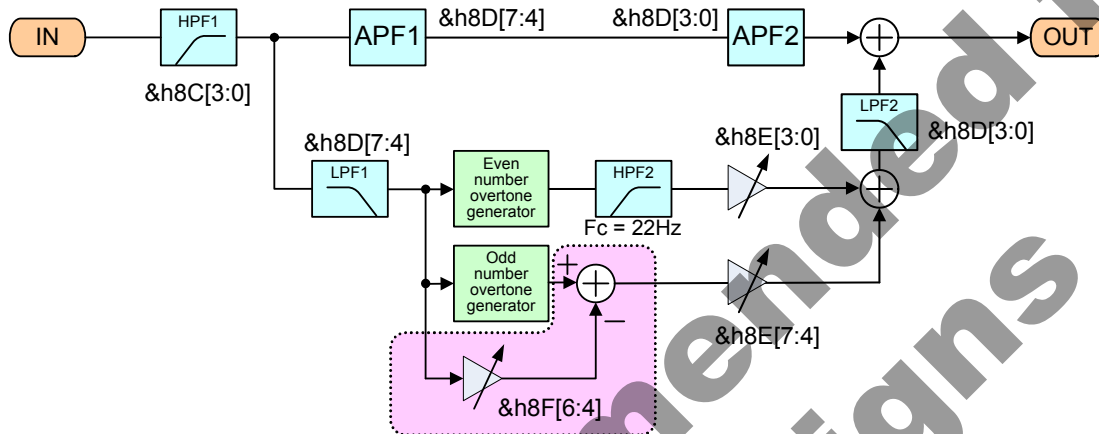 IN
HPF1
&h8C[3:0]
APF1
&h8D[7:4]
&h8D[3:0]
APF2
+
OUT
&h8D[7:4]
LPF1
Even
number
overtone
generator
HPF2
Fc = 22Hz
&h8E[3:0]
LPF2
&h8D[3:0]
+
Odd
number
overtone
generator
+
+
−
&h8E[7:4]
&h8F[6:4]
mended
igns